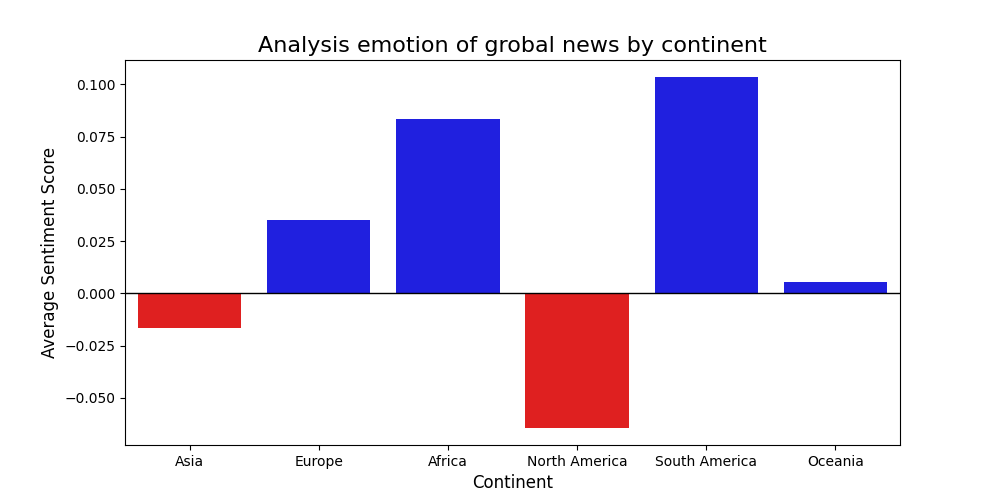 Analysis emotion of grobal news by continent
Average Sentiment Score
0.100
0.075
0.050
0.025
0.000
−0.025
−0.050
Asia Europe Africa North America South America Oceania
Continent